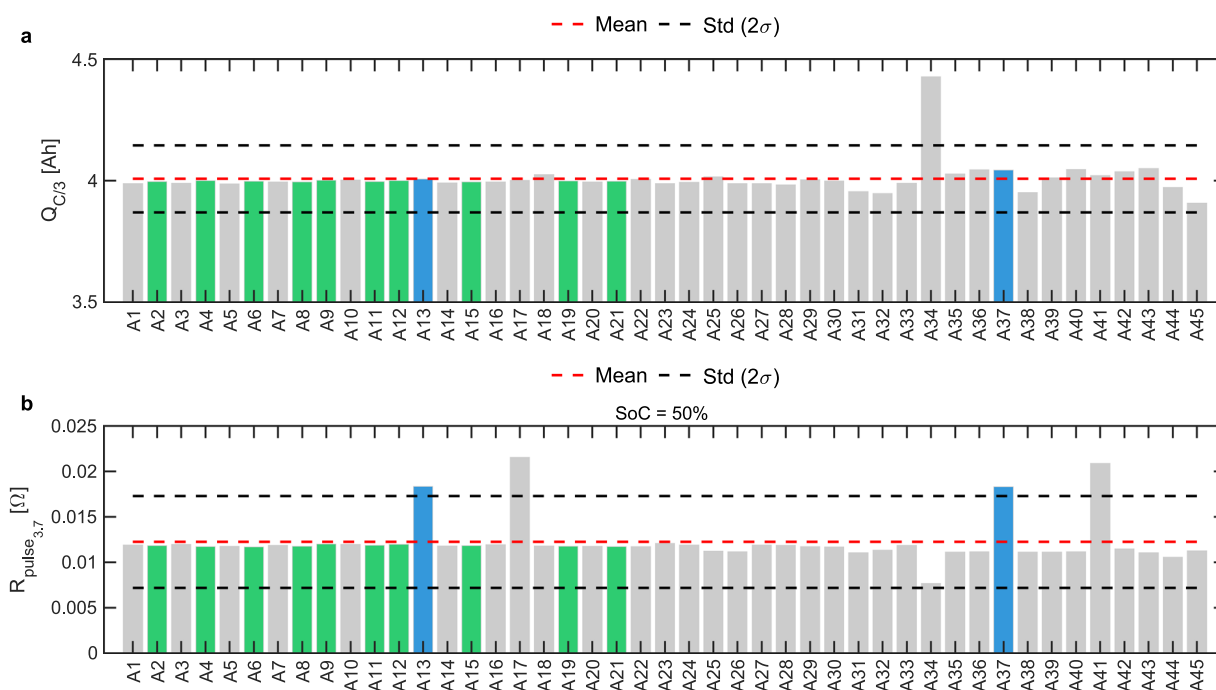 Mean Std (2σ)
a
4.5
4
3.5
Q_C/3 [Ah]
A1 A2 A3 A4 A5 A6 A7 A8 A9 A10 A11 A12 A13 A14 A15 A16 A17 A18 A19 A20 A21 A22 A23 A24 A25 A26 A27 A28 A29 A30 A31 A32 A33 A34 A35 A36 A37 A38 A39 A40 A41 A42 A43 A44 A45
Mean Std (2σ)
b
SoC = 50%
0.025
0.02
0.015
0.01
0.005
0
R_pulse_3.7 [Ω]
A1 A2 A3 A4 A5 A6 A7 A8 A9 A10 A11 A12 A13 A14 A15 A16 A17 A18 A19 A20 A21 A22 A23 A24 A25 A26 A27 A28 A29 A30 A31 A32 A33 A34 A35 A36 A37 A38 A39 A40 A41 A42 A43 A44 A45